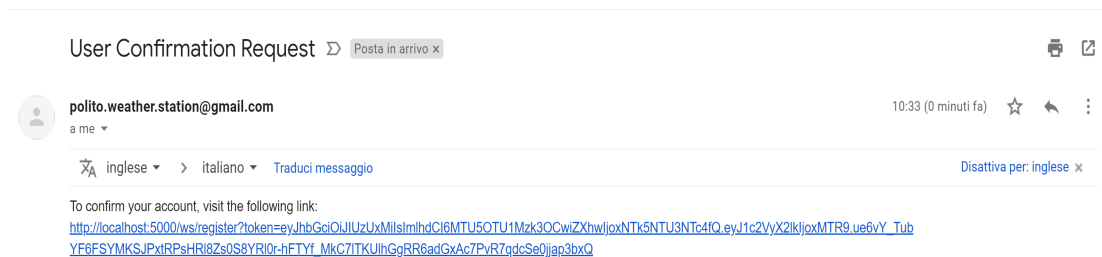 User Confirmation Request Posta in arrivo ×
polito.weather.station@gmail.com 10:33 (0 minuti fa)
a me
inglese > italiano Traduci messaggio Disattiva per: inglese ×
To confirm your account, visit the following link:
http://localhost:5000/ws/register?token=eyJhbGciOiJIUzUxMiIsImlhdCI6MTU5OTU1Mzk3OCwiZXhwIjoxNTk5NTU3NTc4fQ.eyJ1c2VyX2lkIjoxMTR9.ue6vY_Tub
YF6FSYMKSJPxtRPsHRl8Zs0S8YRl0r-hFTYf_MkC7lTKUlhGgRR6adGxAc7PvR7qdcSe0jjap3bxQ